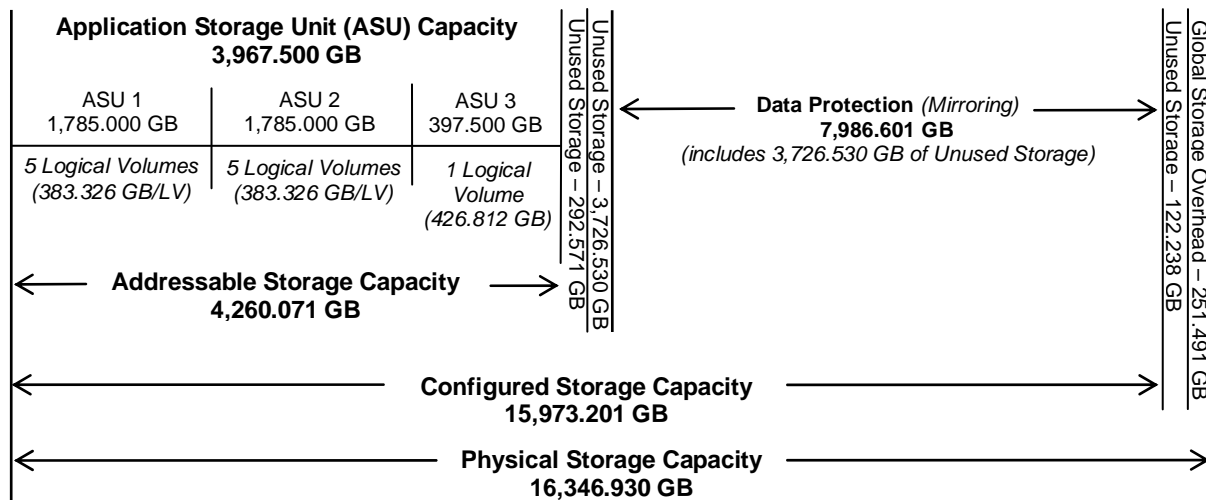 Application Storage Unit (ASU) Capacity
3,967.500 GB
ASU 1
1,785.000 GB
ASU 2
1,785.000 GB
ASU 3
397.500 GB
5 Logical Volumes
(383.326 GB/LV)
5 Logical Volumes
(383.326 GB/LV)
1 Logical
Volume
(426.812 GB)
Unused Storage – 292.571 GB
Unused Storage – 3,726.530 GB
Data Protection (Mirroring)
7,986.601 GB
(includes 3,726.530 GB of Unused Storage)
Unused Storage – 122.238 GB
Global Storage Overhead – 251.491 GB
Addressable Storage Capacity
4,260.071 GB
Configured Storage Capacity
15,973.201 GB
Physical Storage Capacity
16,346.930 GB